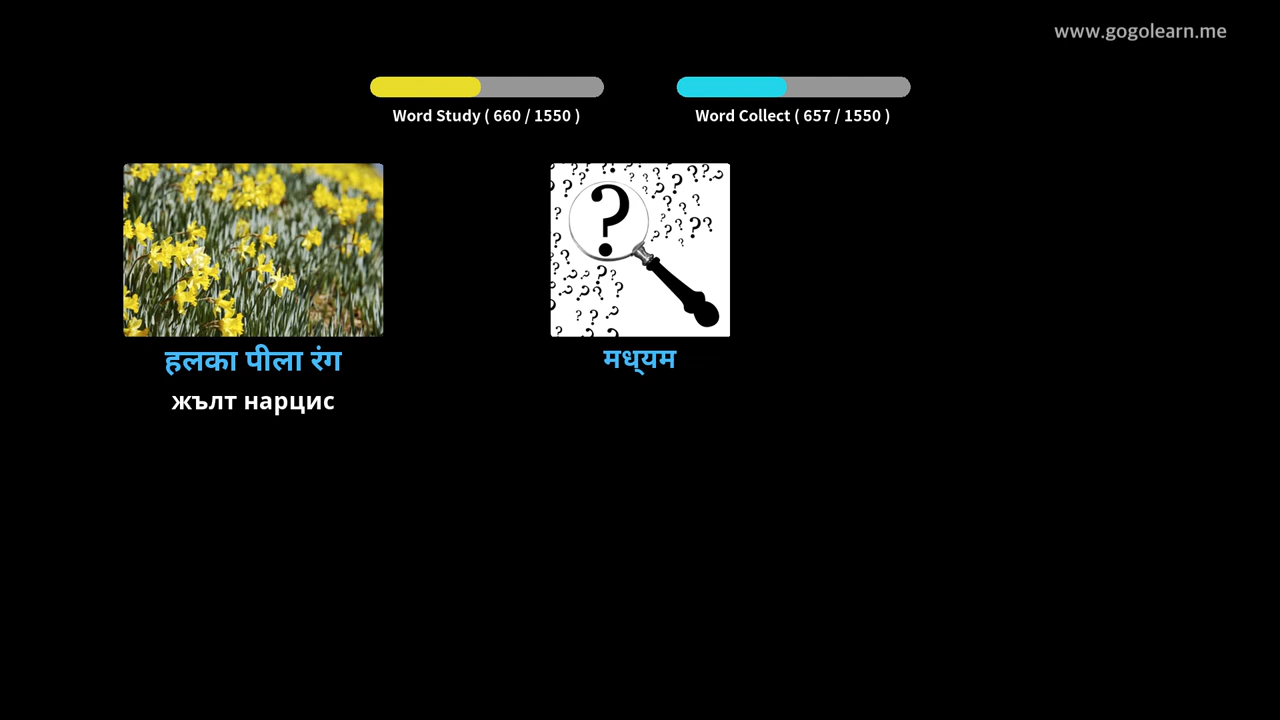 www.gogolearn.me
Word Study ( 660 / 1550 )
Word Collect ( 657 / 1550 )
हलका पीला रंग
मध्‌यम
жълт нарцис